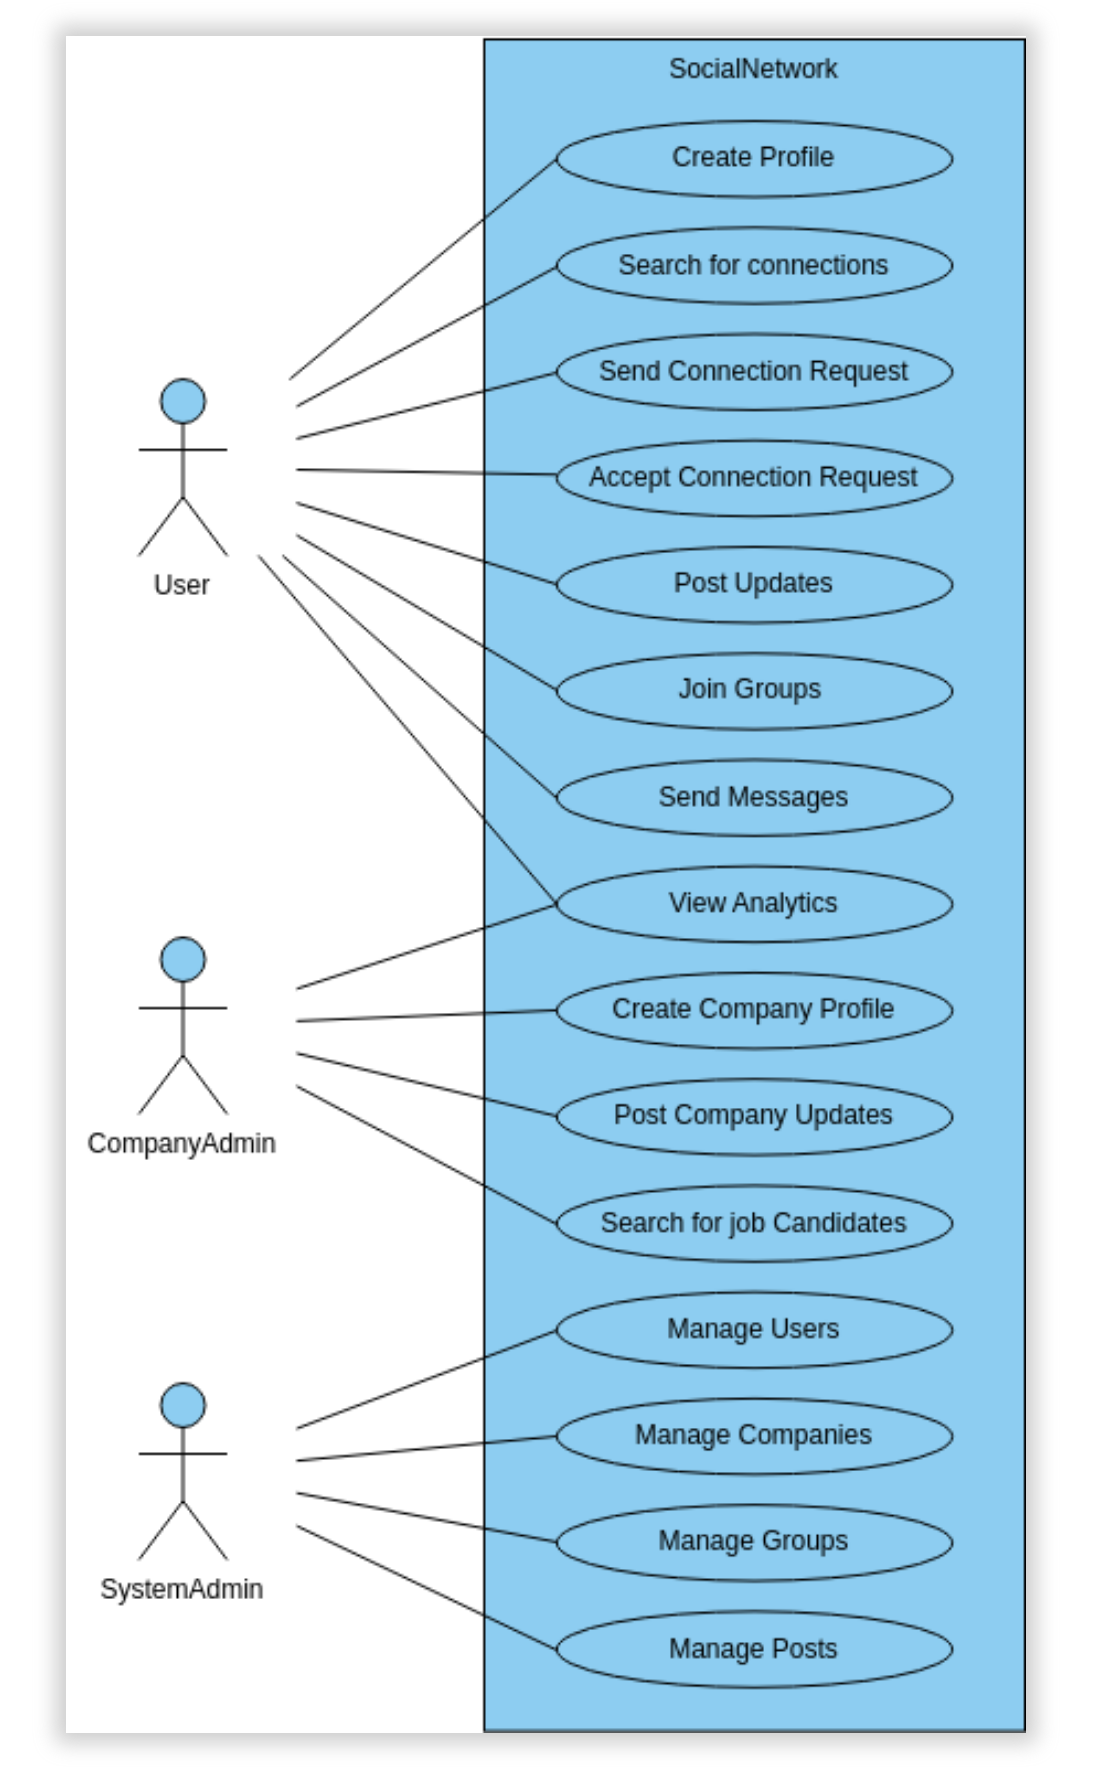 SocialNetwork
Create Profile
Search for connections
Send Connection Request
Accept Connection Request
Post Updates
User
Join Groups
Send Messages
View Analytics
Create Company Profile
Post Company Updates
CompanyAdmin
Search for job Candidates
Manage Users
Manage Companies
Manage Groups
SystemAdmin
Manage Posts